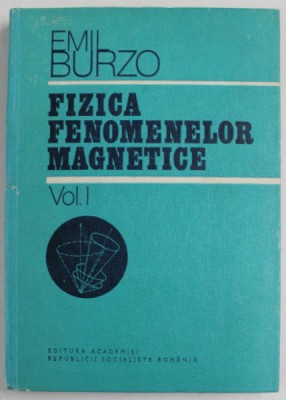 EMIL
BURZO
FIZICA
FENOMENELOR
MAGNETICE
Vol. I
EDITURA ACADEMIEI
REPUBLICII SOCIALISTE ROMÂNIA